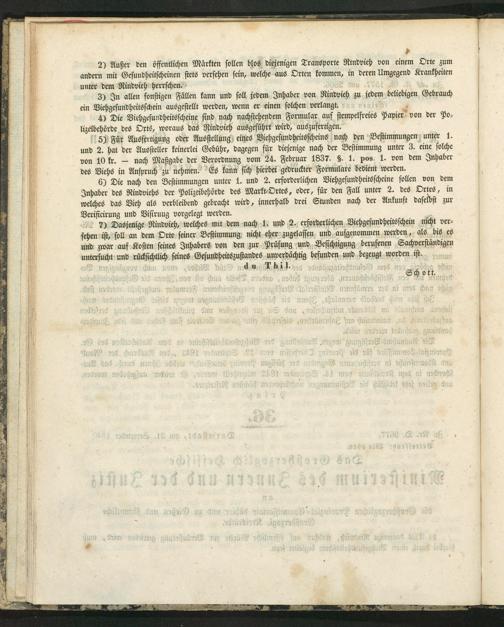 2) Außer den öffentlichen Märkten sollen blos diejenigen Transporte Rindvieh von einem Orte zum
andern mit Gesundheitscheinen stets versehen sein, welche aus Orten kommen, in deren Umgegend Krankheiten
unter dem Rindvieh herrschen.
3) In allen sonstigen Fällen kann und soll jedem Inhaber von Rindvieh zu jedem beliebigen Gebrauch
ein Viehgesundheitsschein ausgestellt werden, wenn er einen solchen verlangt.
4) Die Viehgesundheitsscheine sind nach nachstehendem Formular auf stempelfreies Papier von der Po-
lizeibehörde des Orts, woraus das Rindvieh ausgeführt wird, auszufertigen.
5) Für Ausfertigung oder Ausstellung eines Viehgesundheitsscheins nach den Bestimmungen unter 1.
und 2. hat der Aussteller keinerlei Gebühr, dagegen für diejenige nach der Bestimmung unter 3. eine solche
von 10 kr. — nach Maßgabe der Verordnung vom 24. Februar 1837. §. 1. pos. 1. von dem Inhaber
des Viehs in Anspruch zu nehmen. Es kann sich hierbei gedruckter Formulare bedient werden.
6) Die nach den Bestimmungen unter 1. und 2. erforderlichen Viehgesundheitsscheine sollen von dem
Inhaber des Rindviehs der Polizeibehörde des Markt-Ortes, oder, für den Fall unter 2. des Ortes, in
welches das Vieh als verbleibend gebracht wird, innerhalb drei Stunden nach der Ankunft daselbst zur
Verificirung und Visirung vorgelegt werden.
7) Dasjenige Rindvieh, welches mit dem nach 1. und 2. erforderlichen Viehgesundheitsschein nicht ver-
sehen ist, soll an dem Orte seiner Bestimmung nicht eher zugelassen und aufgenommen werden, als bis es
und zwar auf Kosten seines Inhabers von den zur Prüfung und Besichtigung berufenen Sachverständigen
untersucht und rücksichtlich seines Gesundheitszustandes unverdächtig befunden und bezeugt worden ist.
du Thil.
Schott.